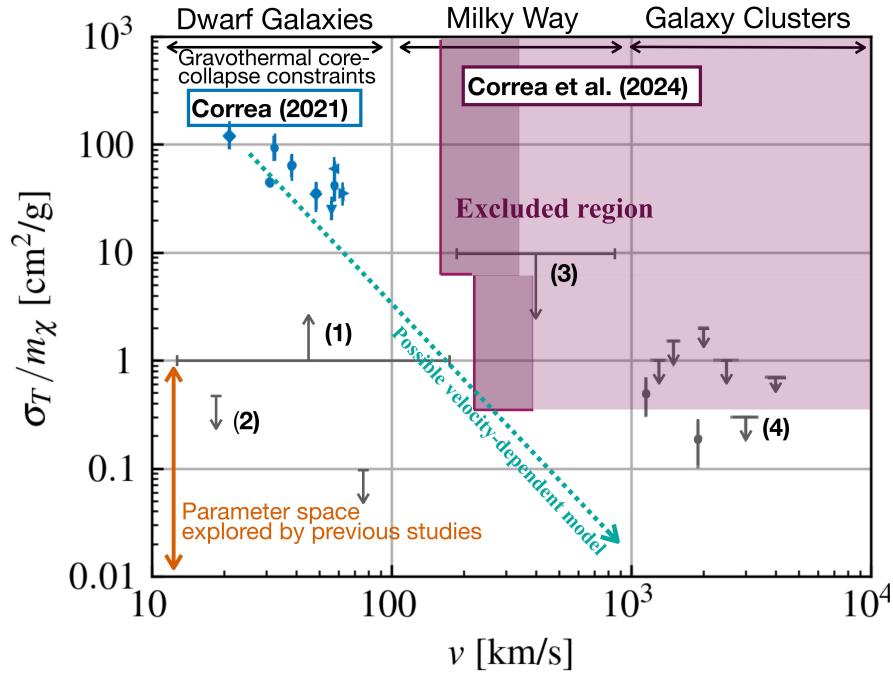 Dwarf Galaxies Milky Way Galaxy Clusters
10³
Gravothermal core-
collapse constraints
Correa (2021)
Correa et al. (2024)
100
Excluded region
10
(3)
(1)
1
(2)
(4)
Possible velocity-dependent model
0.1
Parameter space
explored by previous studies
0.01
10 100 10³ 10⁴
σ_T/m_χ [cm²/g]
v [km/s]